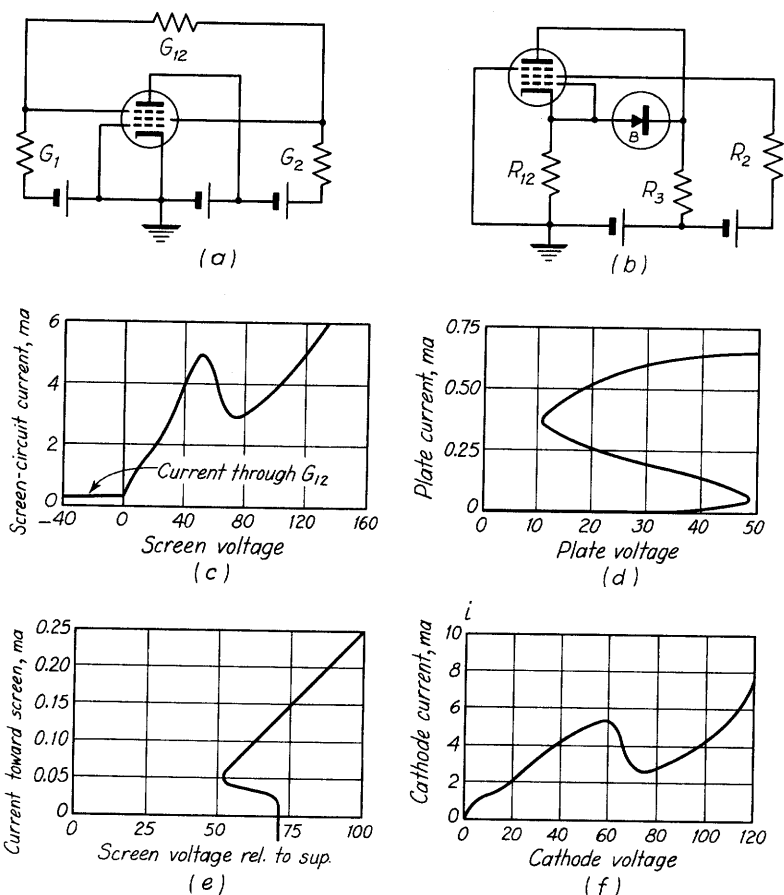 G12
G1
G2
(a)
B
R12
R3
R2
(b)
Screen-circuit current, ma
6
4
2
0
Current through G12
-40 0 40 80 120 160
Screen voltage
(c)
Plate current, ma
0.75
0.50
0.25
0
0 10 20 30 40 50
Plate voltage
(d)
Current toward screen, ma
0.25
0.20
0.15
0.10
0.05
0
0 25 50 75 100
Screen voltage rel. to sup.
(e)
i
Cathode current, ma
10
8
6
4
2
0
0 20 40 60 80 100 120
Cathode voltage
(f)